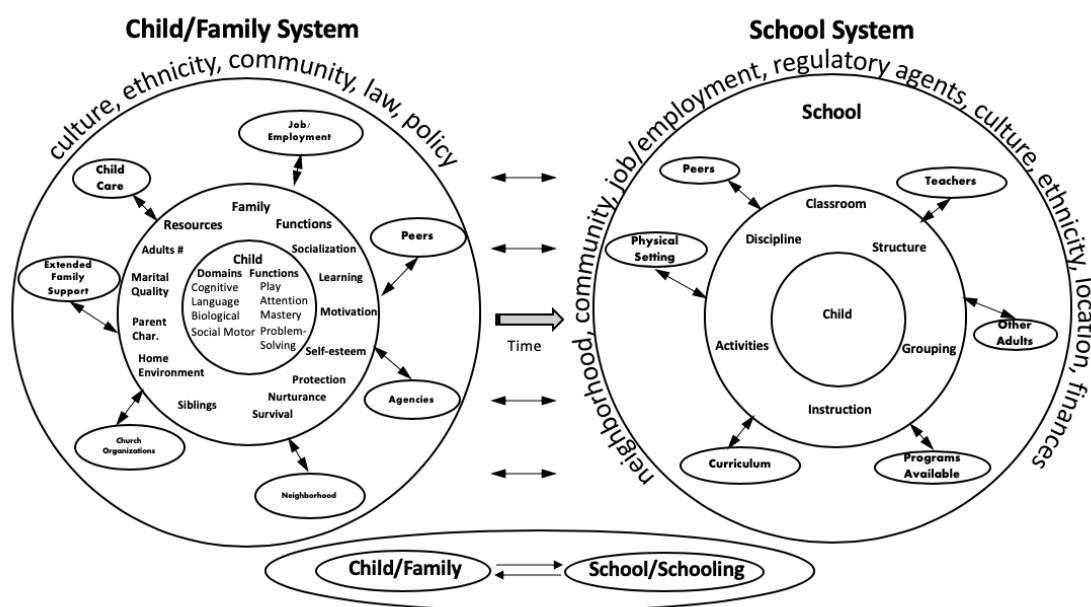 Child/Family System
culture, ethnicity, community, law, policy
Job/
Employment
Child
Care
Peers
Extended
Family
Support
Agencies
Church
Organizations
Neighborhood
Family
Resources
Functions
Adults #
Marital
Quality
Parent
Char.
Home
Environment
Siblings
Socialization
Learning
Motivation
Self-esteem
Protection
Nurturance
Survival
Child
Domains
Cognitive
Language
Biological
Social Motor
Functions
Play
Attention
Mastery
Problem-
Solving
Time
School System
neighborhood, community, job/employment, regulatory agents, culture, ethnicity, location, finances
School
Peers
Teachers
Physical
Setting
Other
Adults
Curriculum
Programs
Available
Classroom
Discipline
Structure
Activities
Grouping
Instruction
Child
Child/Family
School/Schooling